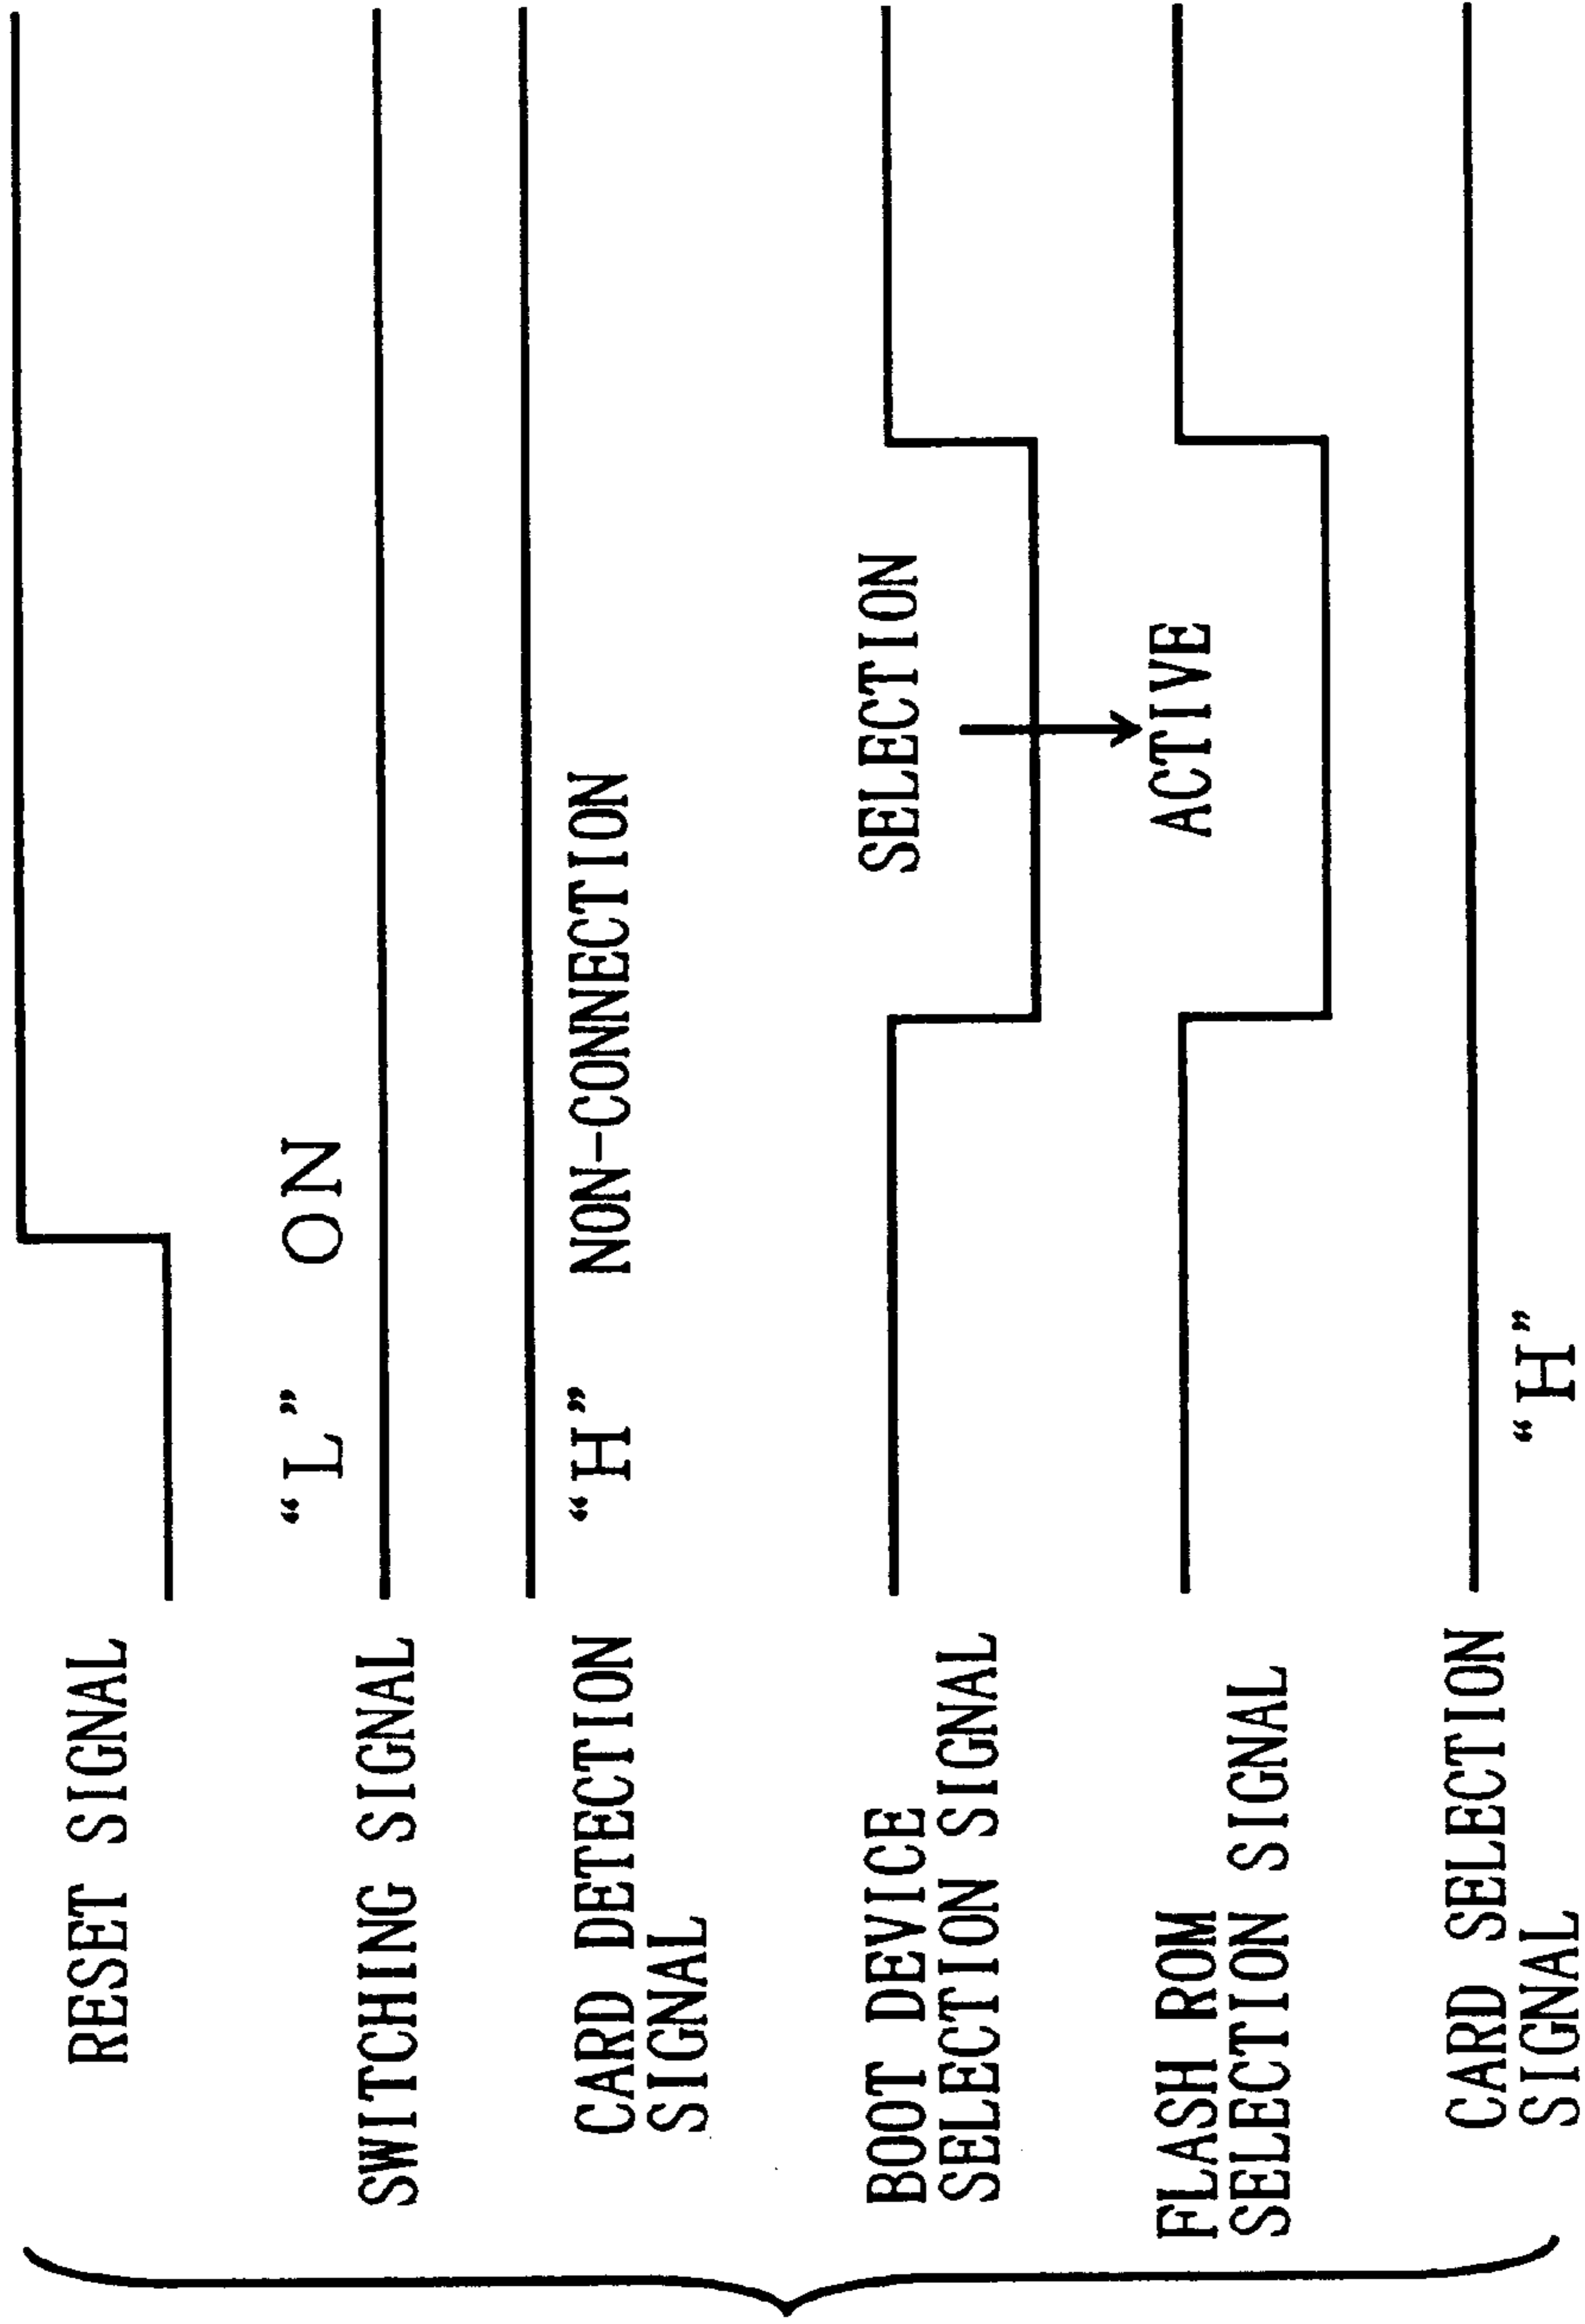 RESET SIGNAL
"L" ON
SWITCHING SIGNAL
CARD DETECTION
SIGNAL
"H" NON-CONNECTION
BOOT DEVICE
SELECTION SIGNAL
SELECTION
FLASH ROM
SELECTION SIGNAL
ACTIVE
CARD SELECTION
SIGNAL
"H"